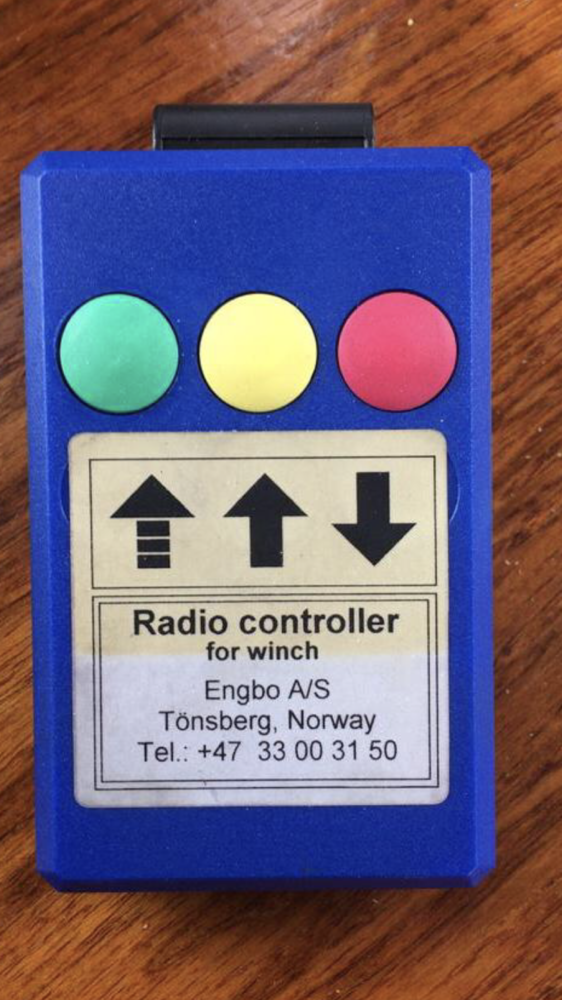 Radio controller
for winch
Engbo A/S
Tönsberg, Norway
Tel.: +47 33 00 31 50